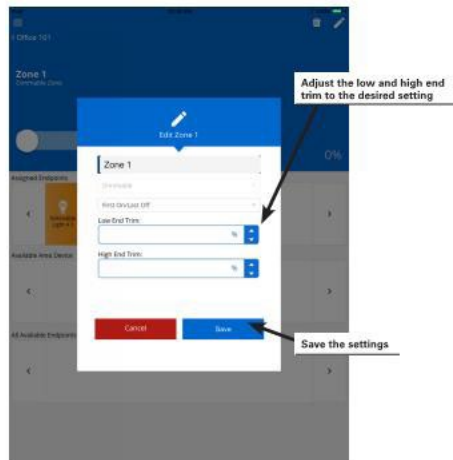 < Office 101
Zone 1
Dimmable Zone
Adjust the low and high end
trim to the desired setting
Edit Zone 1
0%
Zone 1
Assigned Endpoints
Dimmable
First On/Last Off
Low-End Trim:
%
High End Trim:
%
Available Area Device
Cancel
Save
All Available Endpoints
Save the settings